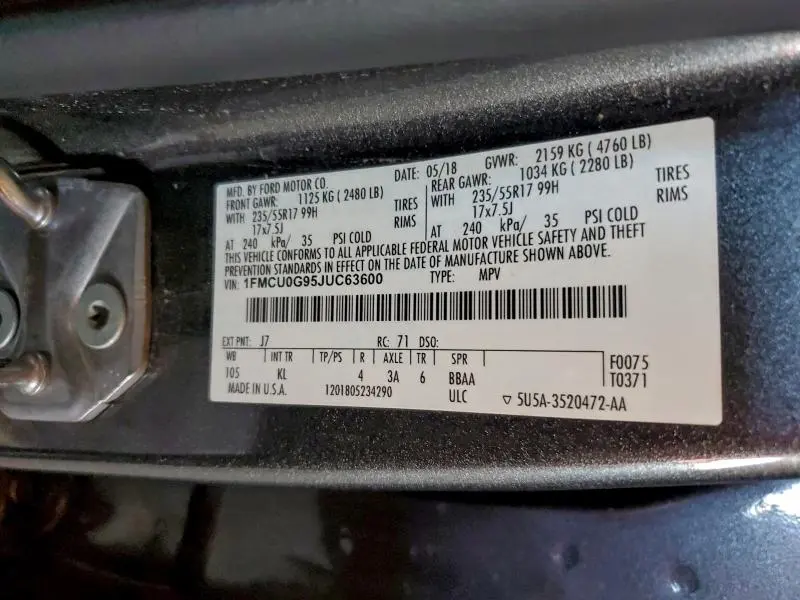 MFD. BY FORD MOTOR CO. DATE: 05/18 GVWR: 2159 KG ( 4760 LB)
FRONT GAWR: 1125 KG ( 2480 LB) REAR GAWR: 1034 KG ( 2280 LB)
WITH 235/55R17 99H TIRES WITH 235/55R17 99H TIRES
17x7.5J RIMS 17x7.5J RIMS
AT 240 kPa/ 35 PSI COLD AT 240 kPa/ 35 PSI COLD
THIS VEHICLE CONFORMS TO ALL APPLICABLE FEDERAL MOTOR VEHICLE SAFETY AND THEFT
PREVENTION STANDARDS IN EFFECT ON THE DATE OF MANUFACTURE SHOWN ABOVE.
VIN: 1FMCU0G95JUC63600 TYPE: MPV
EXT PNT: J7 RC: 71 DSO:
WB INT TR TP/PS R AXLE TR SPR F0075
105 KL 4 3A 6 BBAA T0371
MADE IN U.S.A. 1201805234290 ULC ▽ 5U5A-3520472-AA